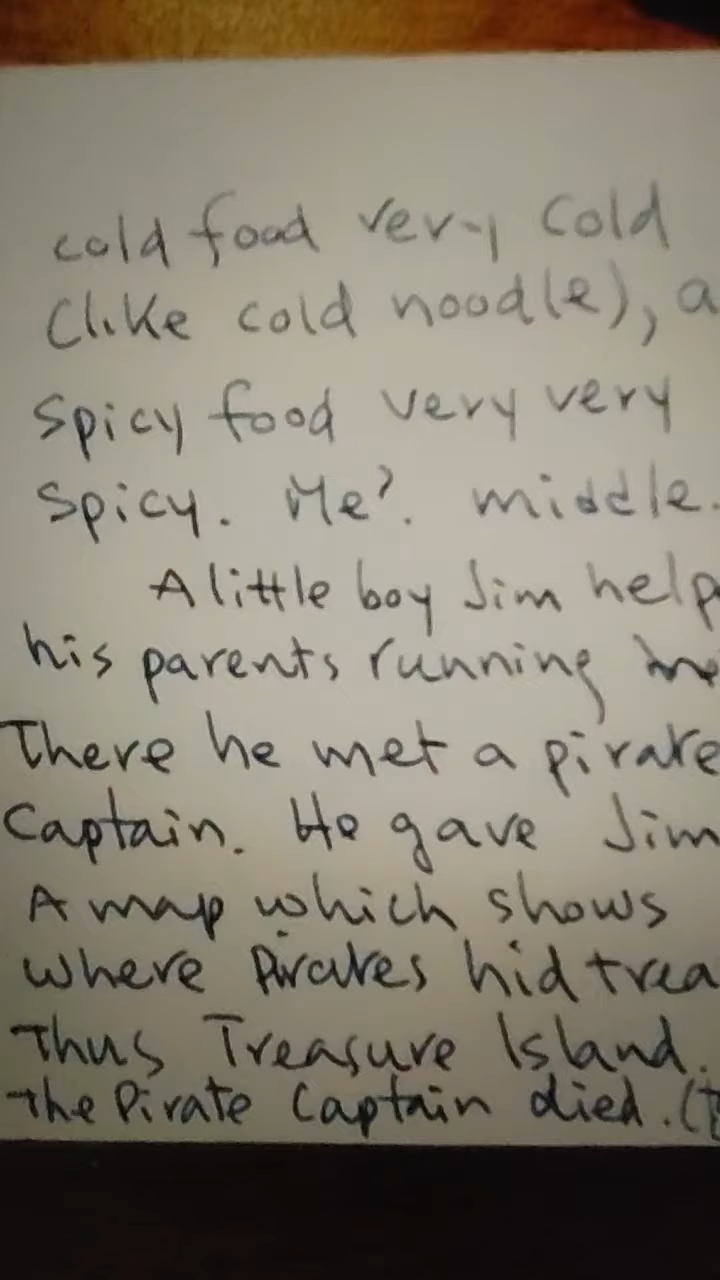 cold food very cold
(like cold noodle), a
Spicy food very very
Spicy. Me?. middle.
A little boy Jim help
his parents running
There he met a pirate
Captain. He gave Jim
A map which shows
where Pirates hid trea
Thus Treasure Island.
The Pirate Captain died. (T